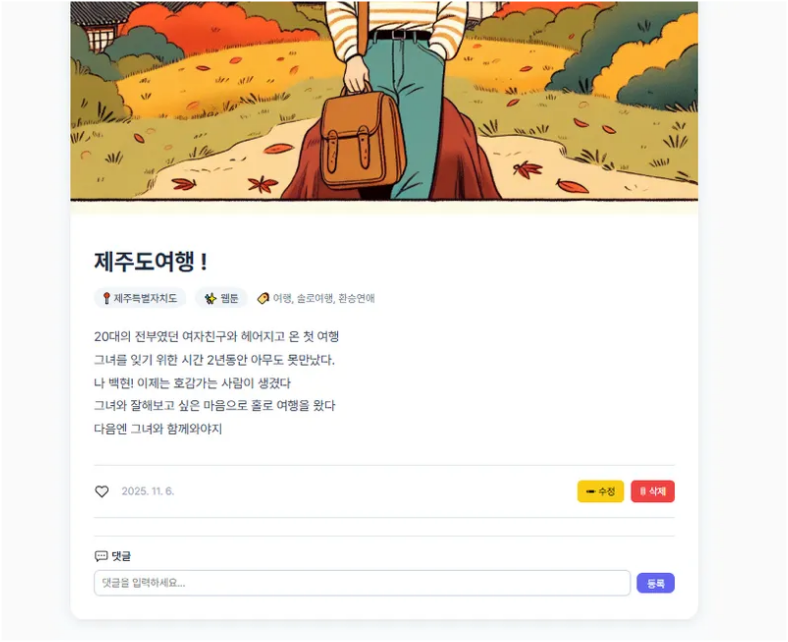 제주도여행 !
제주특별자치도 웹툰 여행, 솔로여행, 환승연애
20대의 전부였던 여자친구와 헤어지고 온 첫 여행
그녀를 잊기 위한 시간 2년동안 아무도 못만났다.
나 백현! 이제는 호감가는 사람이 생겼다
그녀와 잘해보고 싶은 마음으로 홀로 여행을 왔다
다음엔 그녀와 함께와야지
2025. 11. 6. 수정 삭제
댓글
댓글을 입력하세요... 등록